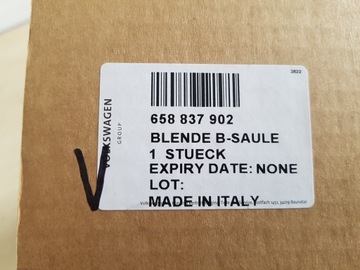 3822
658 837 902
VOLKSWAGEN
GROUP
BLENDE B-SAULE
1 STUECK
EXPIRY DATE: NONE
LOT:
MADE IN ITALY